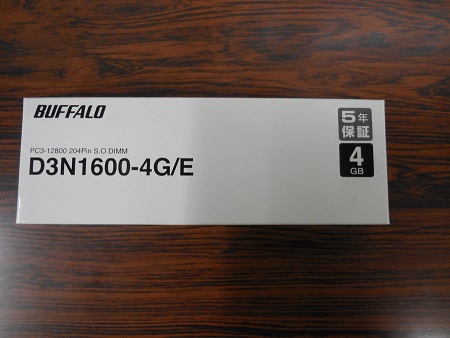 BUFFALO
PC3-12800 204Pin S.O.DIMM
D3N1600-4G/E
5年
保証
4
GB